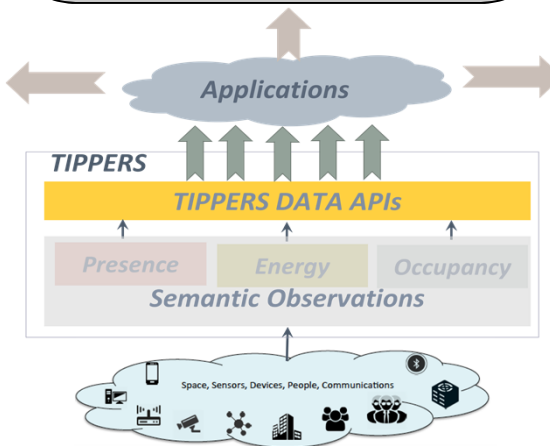 Applications
TIPPERS
TIPPERS DATA APIs
Presence
Energy
Occupancy
Semantic Observations
Space, Sensors, Devices, People, Communications